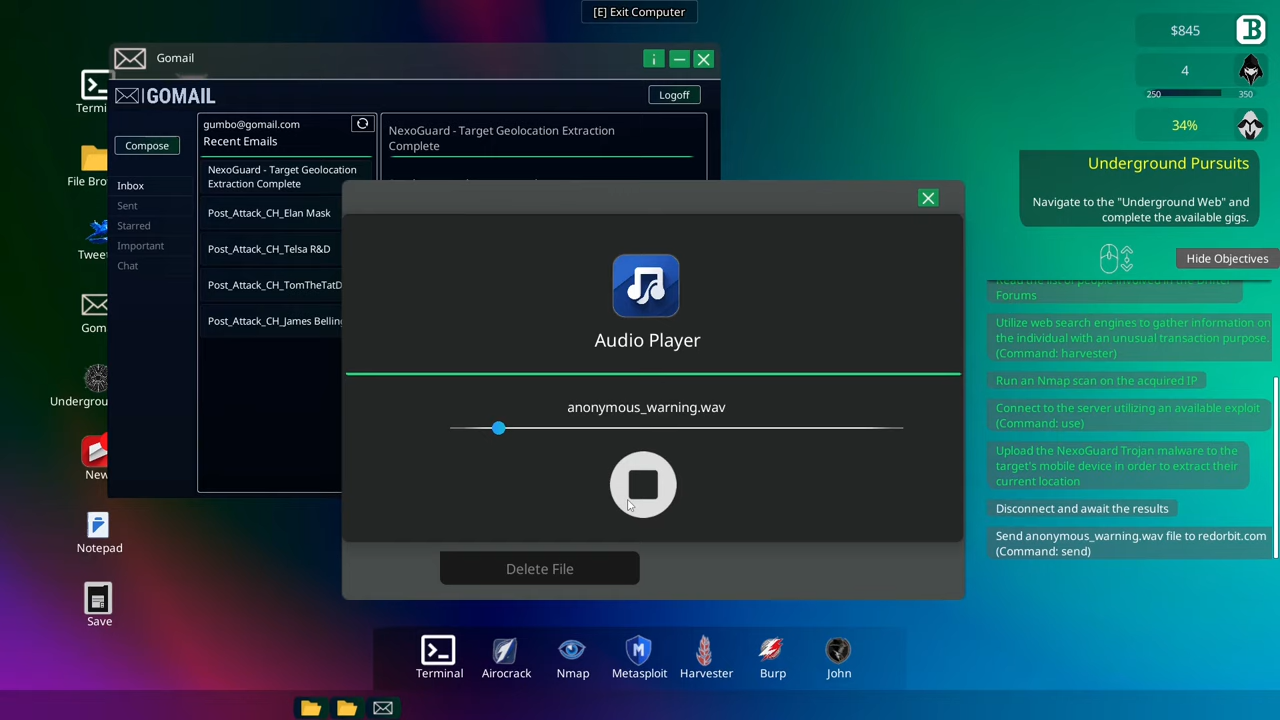 [E] Exit Computer
$845
B
4
250
350
34%
Underground Pursuits
Navigate to the "Underground Web" and
complete the available gigs.
Hide Objectives
Forums
Utilize web search engines to gather information on
the individual with an unusual transaction purpose.
(Command: harvester)
Run an Nmap scan on the acquired IP
Connect to the server utilizing an available exploit
(Command: use)
Upload the NexoGuard Trojan malware to the
target's mobile device in order to extract their
current location
Disconnect and await the results
Send anonymous_warning.wav file to redorbit.com
(Command: send)
Gomail
i
GOMAIL
Logoff
Compose
Inbox
Sent
Starred
Important
Chat
gumbo@gomail.com
Recent Emails
NexoGuard - Target Geolocation
Extraction Complete
Post_Attack_CH_Elan Mask
Post_Attack_CH_Telsa R&D
Post_Attack_CH_TomTheTatD
Post_Attack_CH_James Belling
NexoGuard - Target Geolocation Extraction
Complete
Audio Player
anonymous_warning.wav
Delete File
Termi
File Bro
Twee
Gom
Undergrou
New
Notepad
Save
Terminal
Airocrack
Nmap
M
Metasploit
Harvester
Burp
John